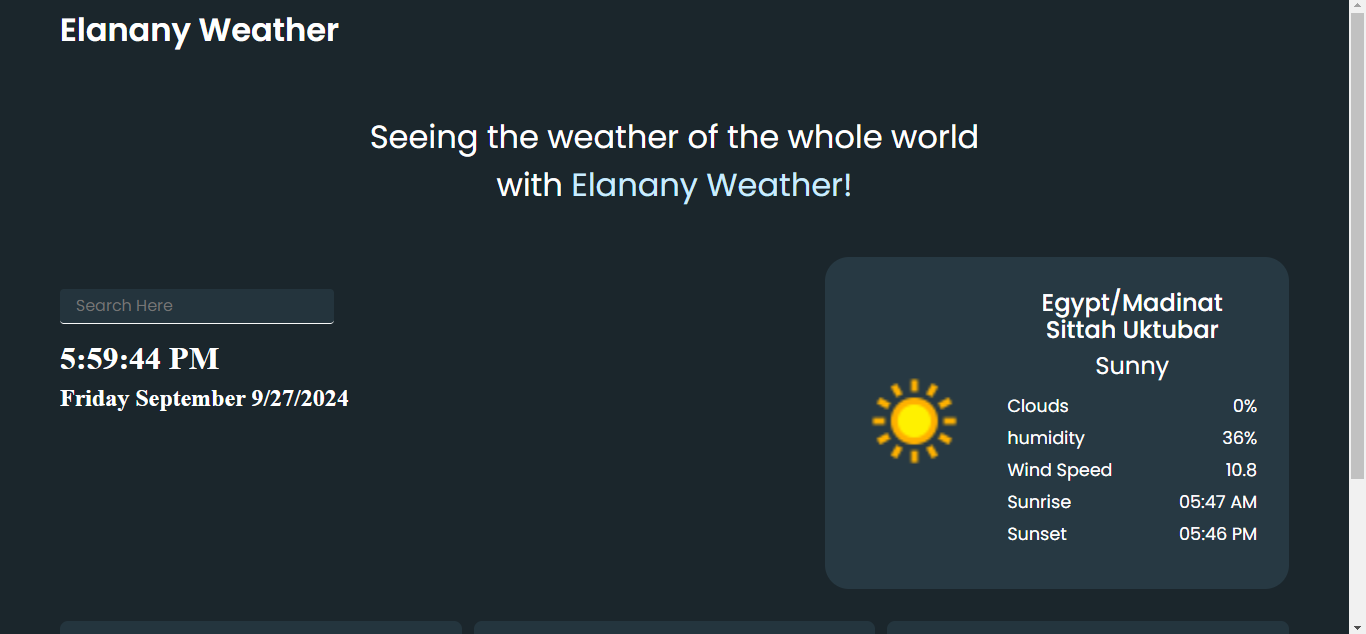 Elanany Weather
Seeing the weather of the whole world
with Elanany Weather!
Search Here
5:59:44 PM
Friday September 9/27/2024
Egypt/Madinat
Sittah Uktubar
Sunny
Clouds 0%
humidity 36%
Wind Speed 10.8
Sunrise 05:47 AM
Sunset 05:46 PM